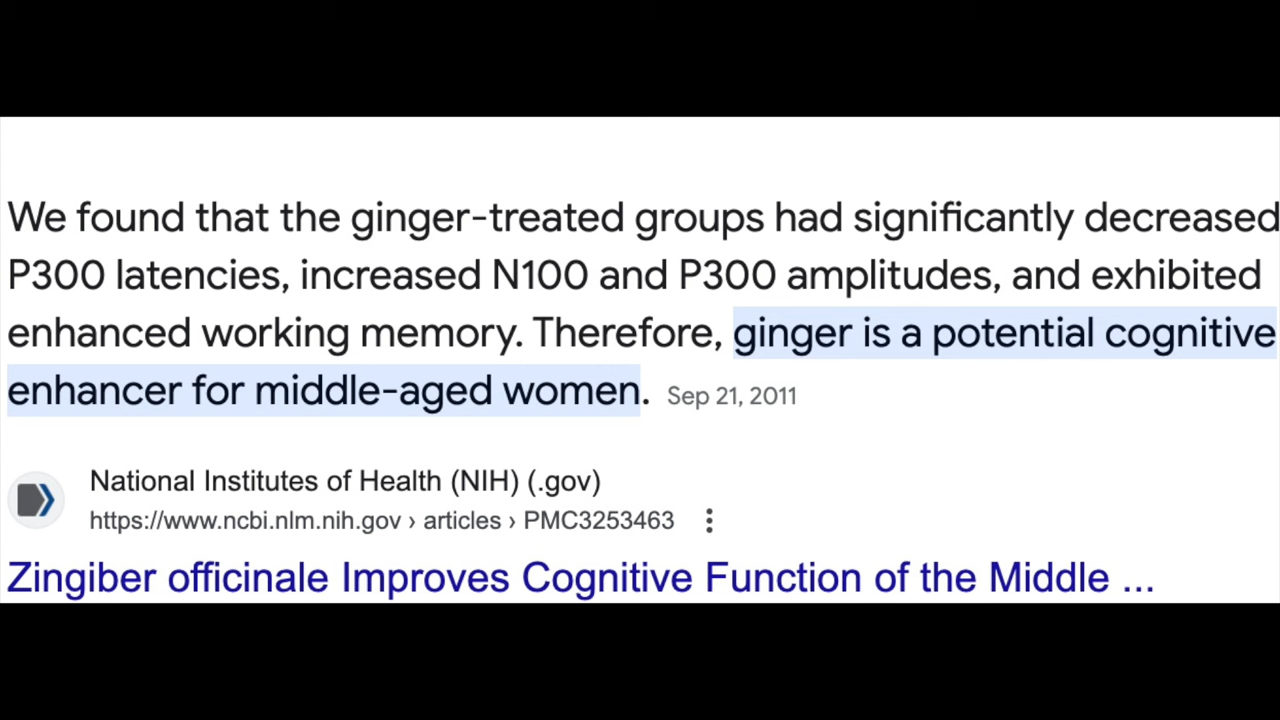 We found that the ginger-treated groups had significantly decreased
P300 latencies, increased N100 and P300 amplitudes, and exhibited
enhanced working memory. Therefore, ginger is a potential cognitive
enhancer for middle-aged women. Sep 21, 2011
National Institutes of Health (NIH) (.gov)
https://www.ncbi.nlm.nih.gov › articles › PMC3253463
Zingiber officinale Improves Cognitive Function of the Middle ...